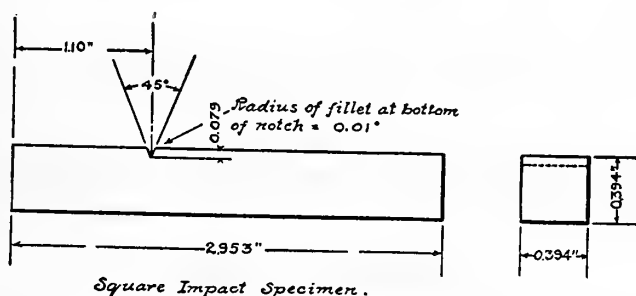 1.10"
45°
0.079
Radius of fillet at bottom
of notch = 0.01"
0.394"
2.953"
0.394"
Square Impact Specimen.